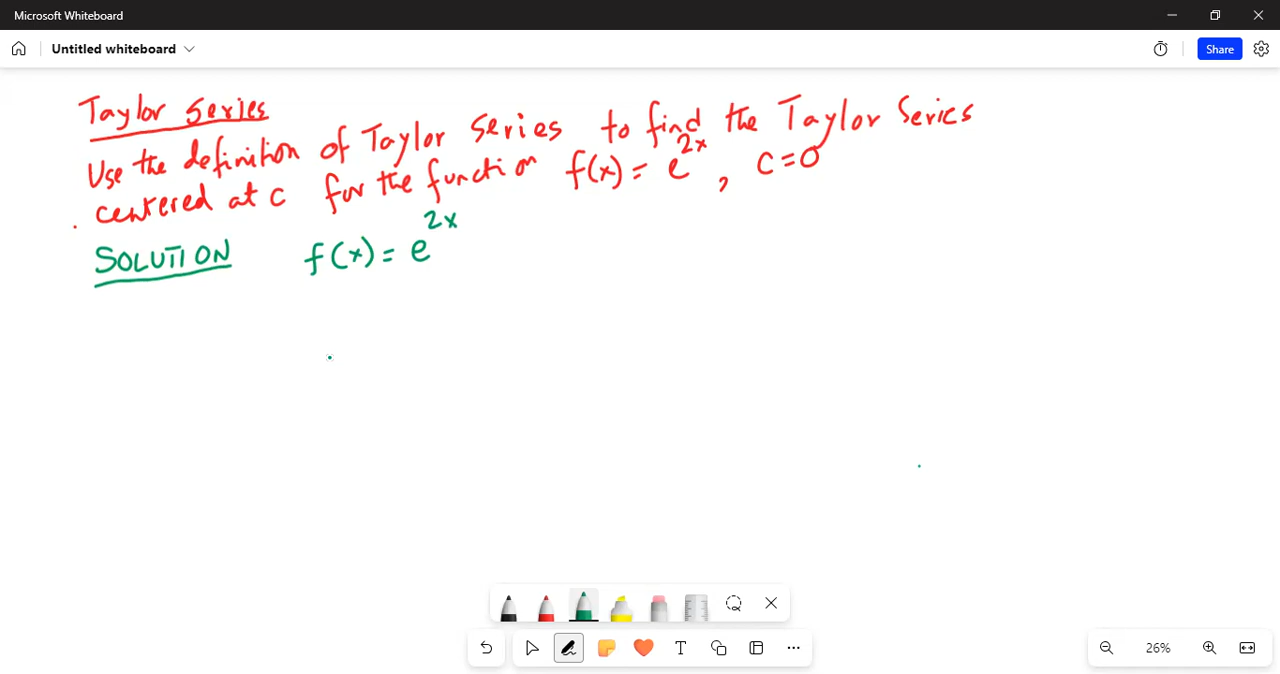 Microsoft Whiteboard
Untitled whiteboard
Share
Taylor Series
Use the definition of Taylor Series to find the Taylor Series
centered at c for the function f(x) = e^2x, c = 0
SOLUTION f(x) = e^2x
T
26%